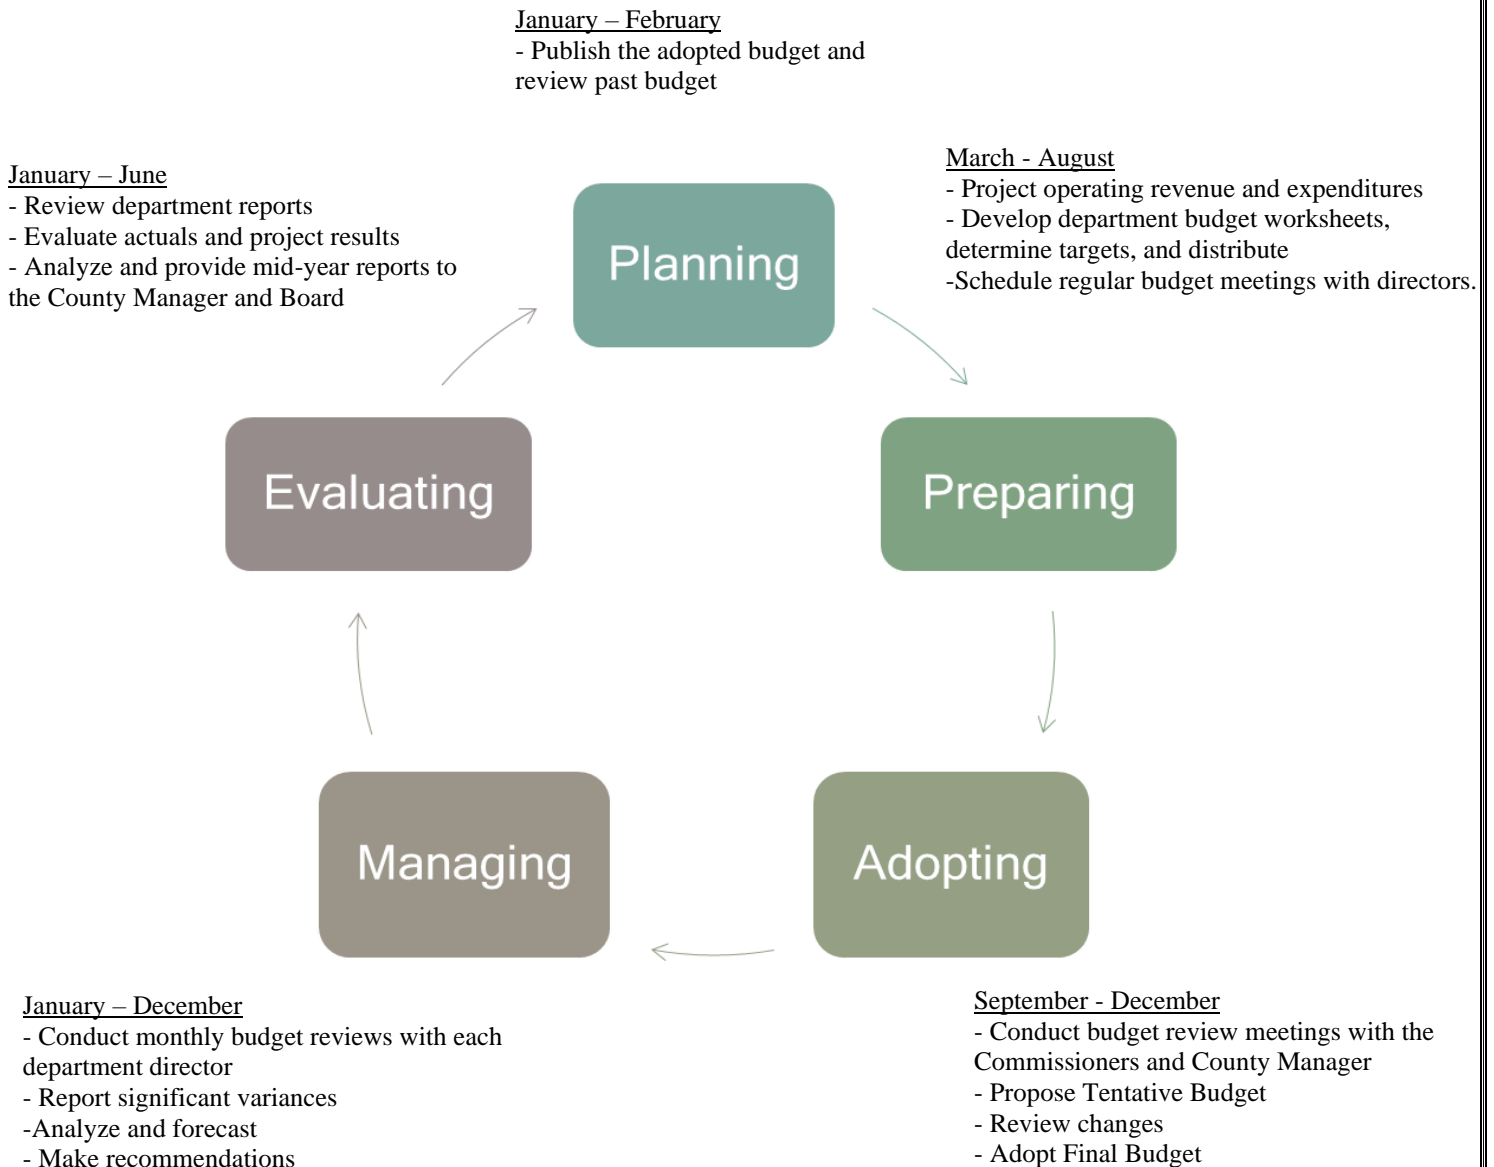 January – February
- Publish the adopted budget and
review past budget
January – June
- Review department reports
- Evaluate actuals and project results
- Analyze and provide mid-year reports to
the County Manager and Board
March - August
- Project operating revenue and expenditures
- Develop department budget worksheets,
determine targets, and distribute
-Schedule regular budget meetings with directors.
Planning
Evaluating
Preparing
Managing
Adopting
January – December
- Conduct monthly budget reviews with each
department director
- Report significant variances
-Analyze and forecast
- Make recommendations
September - December
- Conduct budget review meetings with the
Commissioners and County Manager
- Propose Tentative Budget
- Review changes
- Adopt Final Budget